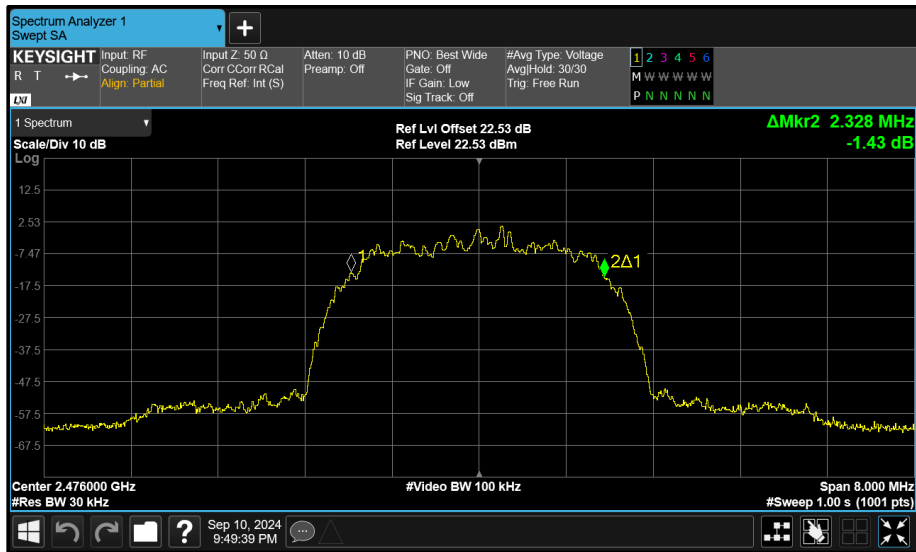 Spectrum Analyzer 1
Swept SA
▼
+
KEYSIGHT
R T
LXI
Input: RF
Coupling: AC
Align: Partial
Input Z: 50 Ω
Corr CCorr RCal
Freq Ref: Int (S)
Atten: 10 dB
Preamp: Off
PNO: Best Wide
Gate: Off
IF Gain: Low
Sig Track: Off
#Avg Type: Voltage
Avg|Hold: 30/30
Trig: Free Run
1 2 3 4 5 6
M W W W W W
P N N N N N
1 Spectrum
▼
Scale/Div 10 dB
Ref Lvl Offset 22.53 dB
Ref Level 22.53 dBm
ΔMkr2 2.328 MHz
-1.43 dB
Log
12.5
2.53
-7.47
-17.5
-27.5
-37.5
-47.5
-57.5
-67.5
1
2Δ1
Center 2.476000 GHz
#Res BW 30 kHz
#Video BW 100 kHz
Span 8.000 MHz
#Sweep 1.00 s (1001 pts)
?
Sep 10, 2024
9:49:39 PM